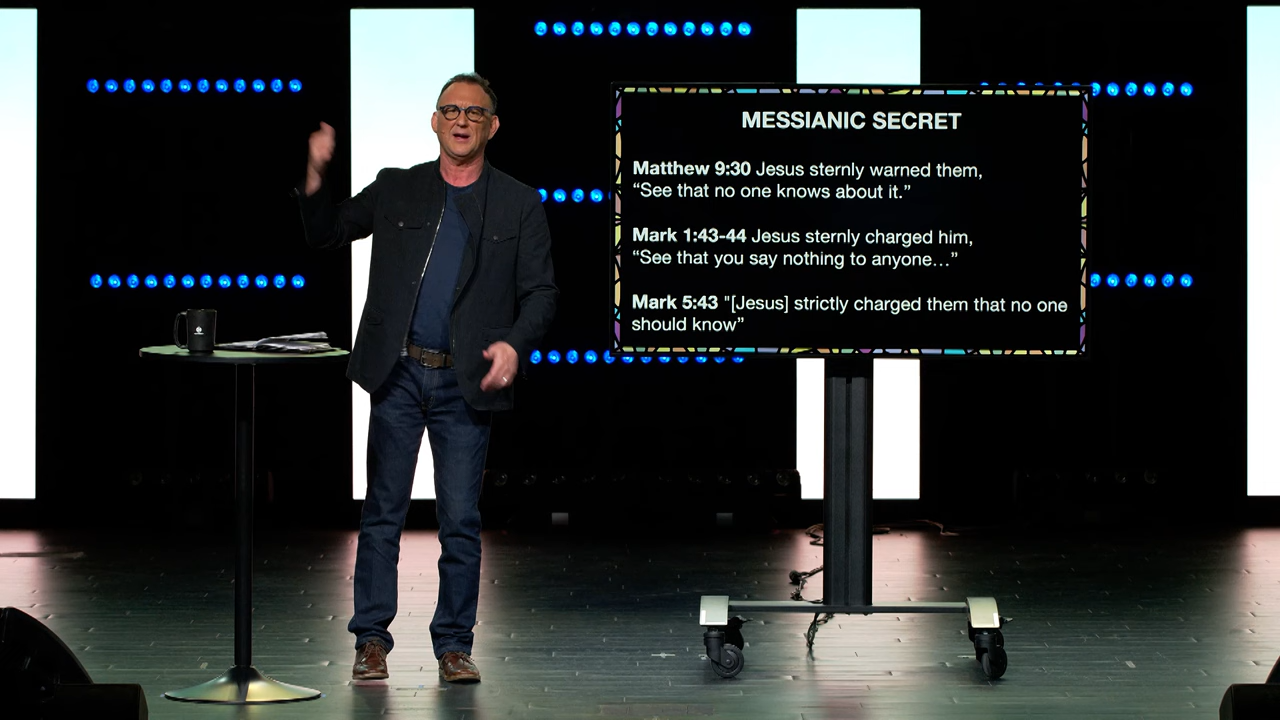 MESSIANIC SECRET
Matthew 9:30 Jesus sternly warned them,
“See that no one knows about it.”
Mark 1:43-44 Jesus sternly charged him,
“See that you say nothing to anyone…”
Mark 5:43 "[Jesus] strictly charged them that no one
should know”